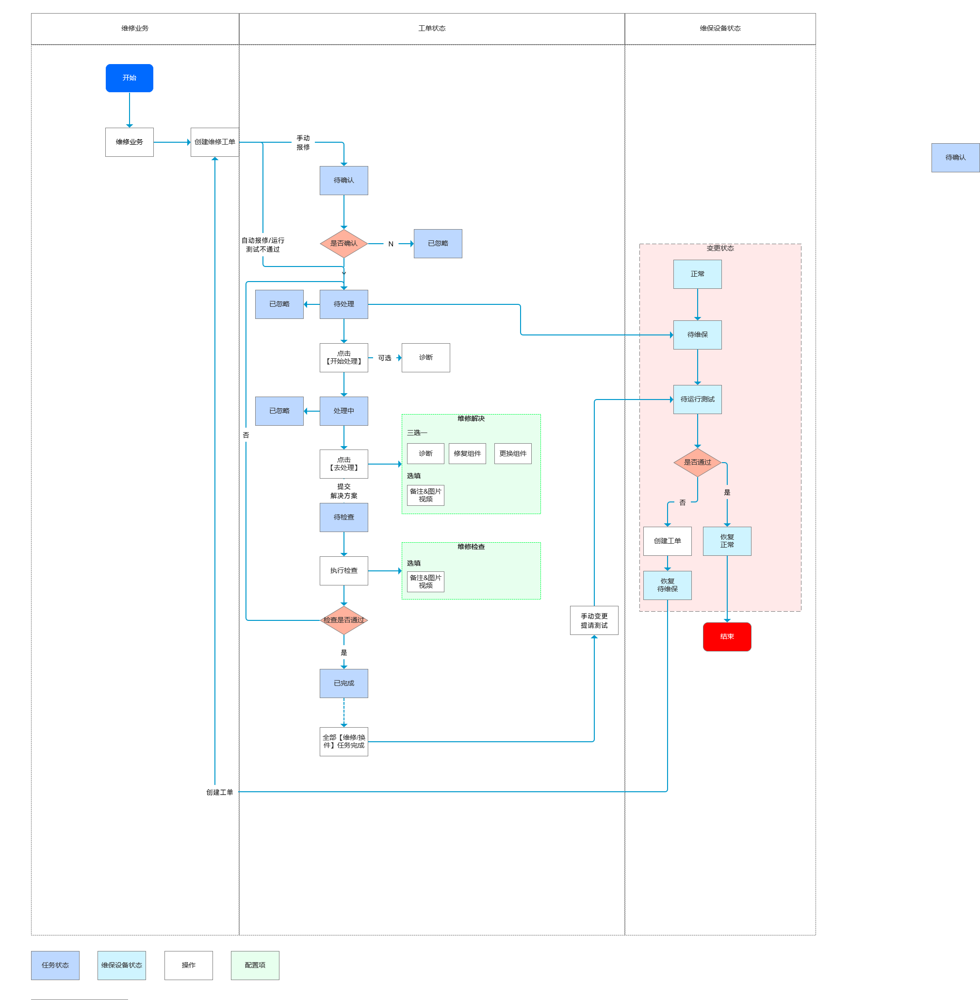 维修业务
工单状态
维保设备状态
开始
维修业务
创建维修工单
手动
报修
待确认
待确认
自动报修/运行
测试不通过
是否确认
N
已忽略
Y
变更状态
正常
已忽略
待处理
待维保
点击
【开始处理】
可选
诊断
已忽略
处理中
待运行测试
否
维修解决
三选一
诊断
修复组件
更换组件
点击
【去处理】
选填
备注&图片
视频
提交
解决方案
是否通过
是
否
待检查
创建工单
恢复
正常
维修检查
选填
备注&图片
视频
执行检查
恢复
待维保
检查是否通过
手动变更
提请测试
结束
是
已完成
全部【维修/换
件】任务完成
创建工单
任务状态
维保设备状态
操作
配置项